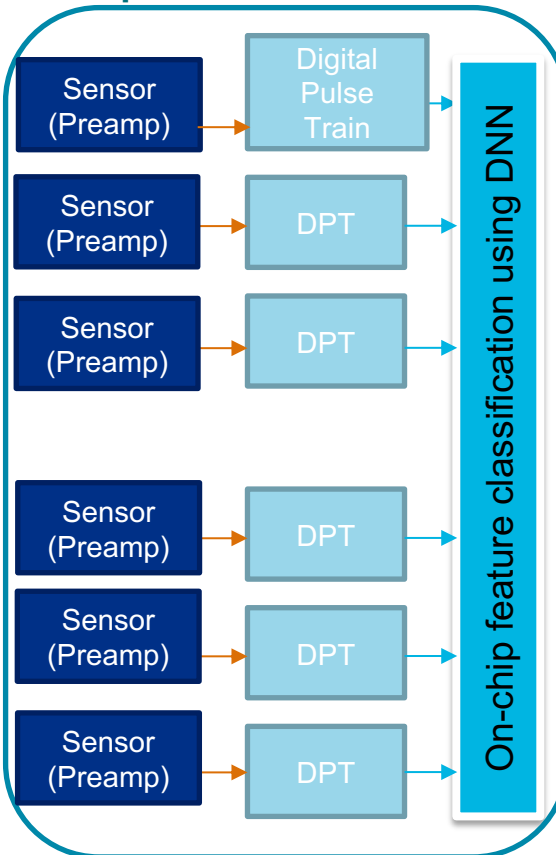 Sensor
(Preamp)
Digital
Pulse
Train
Sensor
(Preamp)
DPT
Sensor
(Preamp)
DPT
Sensor
(Preamp)
DPT
Sensor
(Preamp)
DPT
Sensor
(Preamp)
DPT
On-chip feature classification using DNN